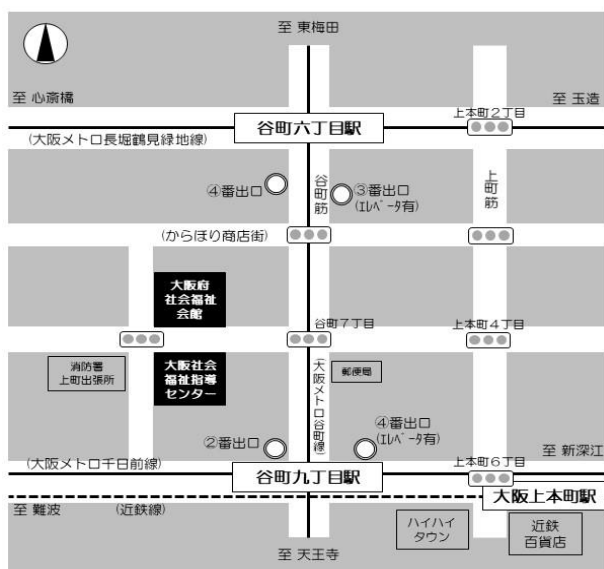 至 東梅田
至 心斎橋
至 玉造
上本町2丁目
谷町六丁目駅
(大阪メトロ長堀鶴見緑地線)
④番出口
谷町筋
③番出口
(エレベータ有)
上町筋
(からほり商店街)
大阪府
社会福祉
会館
谷町7丁目
上本町4丁目
消防署
上町出張所
大阪社会
福祉指導
センター
(大阪メトロ谷町線)
郵便局
②番出口
④番出口
(エレベータ有)
(大阪メトロ千日前線)
上本町6丁目
至 新深江
谷町九丁目駅
大阪上本町駅
至 難波
(近鉄線)
ハイハイ
タウン
近鉄
百貨店
至 天王寺